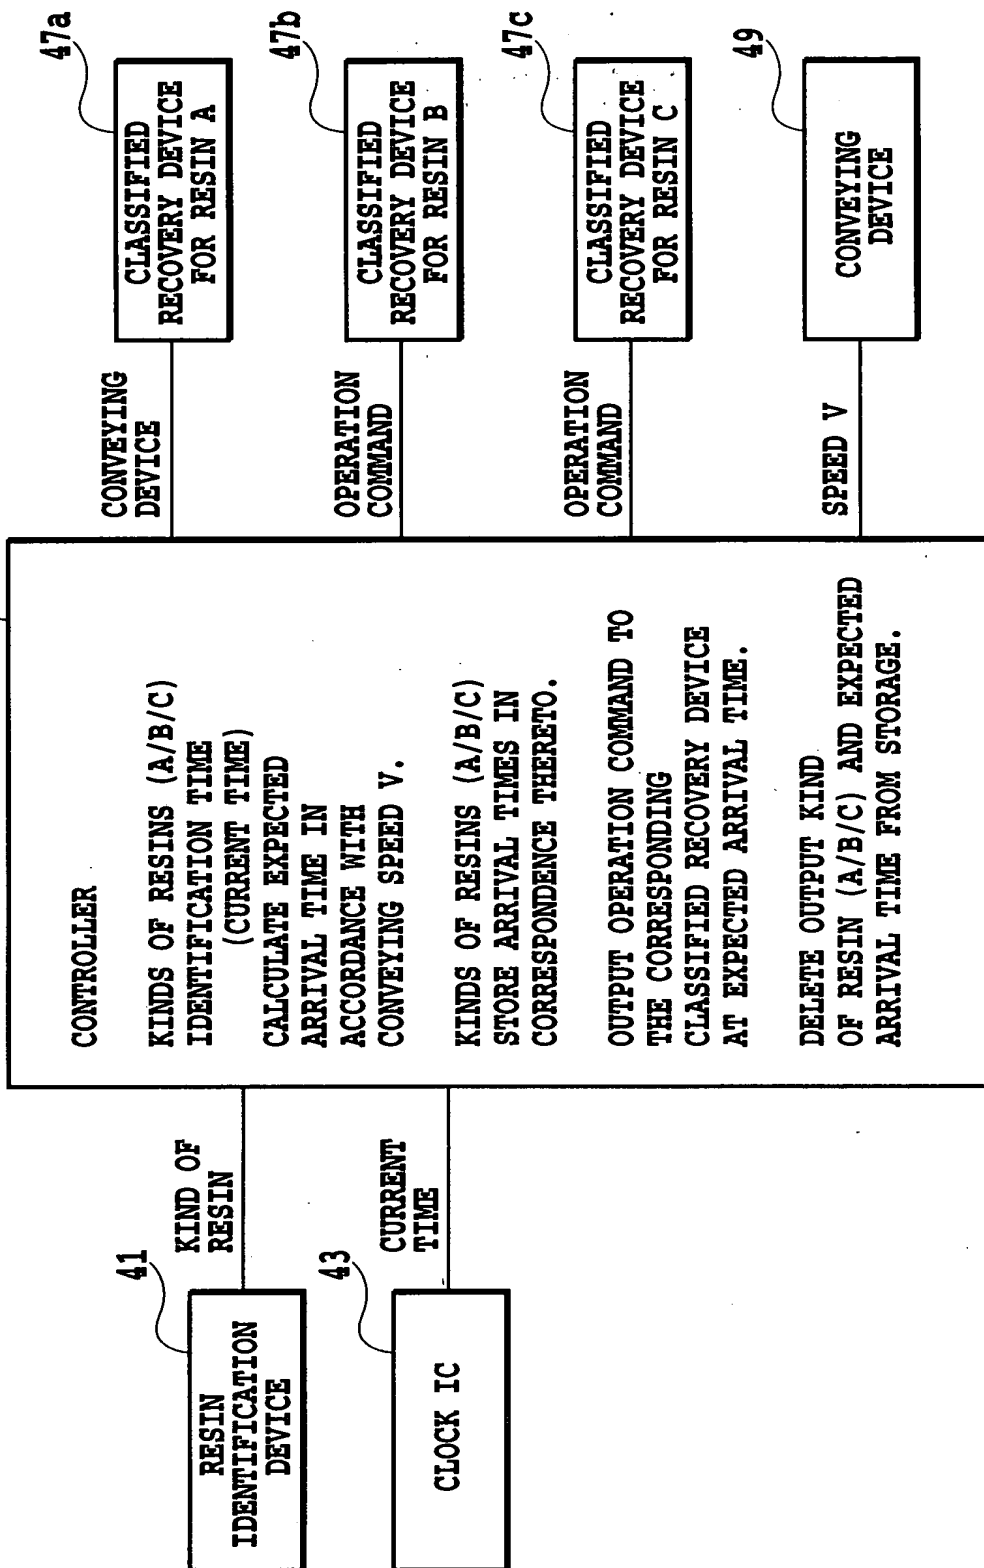 41
RESIN
IDENTIFICATION
DEVICE
KIND OF
RESIN
43
CLOCK IC
CURRENT
TIME
CONTROLLER
KINDS OF RESINS (A/B/C)
IDENTIFICATION TIME
(CURRENT TIME)
CALCULATE EXPECTED
ARRIVAL TIME IN
ACCORDANCE WITH
CONVEYING SPEED V.
KINDS OF RESINS (A/B/C)
STORE ARRIVAL TIMES IN
CORRESPONDENCE THERETO.
OUTPUT OPERATION COMMAND TO
THE CORRESPONDING
CLASSIFIED RECOVERY DEVICE
AT EXPECTED ARRIVAL TIME.
DELETE OUTPUT KIND
OF RESIN (A/B/C) AND EXPECTED
ARRIVAL TIME FROM STORAGE.
CONVEYING
DEVICE
47a
CLASSIFIED
RECOVERY DEVICE
FOR RESIN A
OPERATION
COMMAND
47b
CLASSIFIED
RECOVERY DEVICE
FOR RESIN B
OPERATION
COMMAND
47c
CLASSIFIED
RECOVERY DEVICE
FOR RESIN C
SPEED V
49
CONVEYING
DEVICE